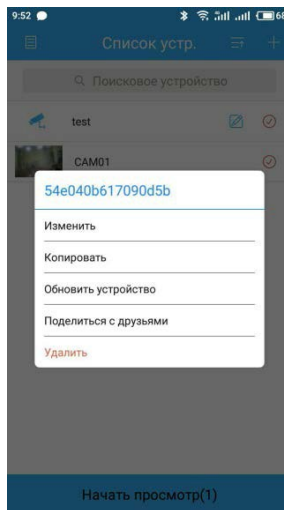 9:52
68
Список устр.
Поисковое устройство
test
CAM01
54e040b617090d5b
Изменить
Копировать
Обновить устройство
Поделиться с друзьями
Удалить
Начать просмотр(1)